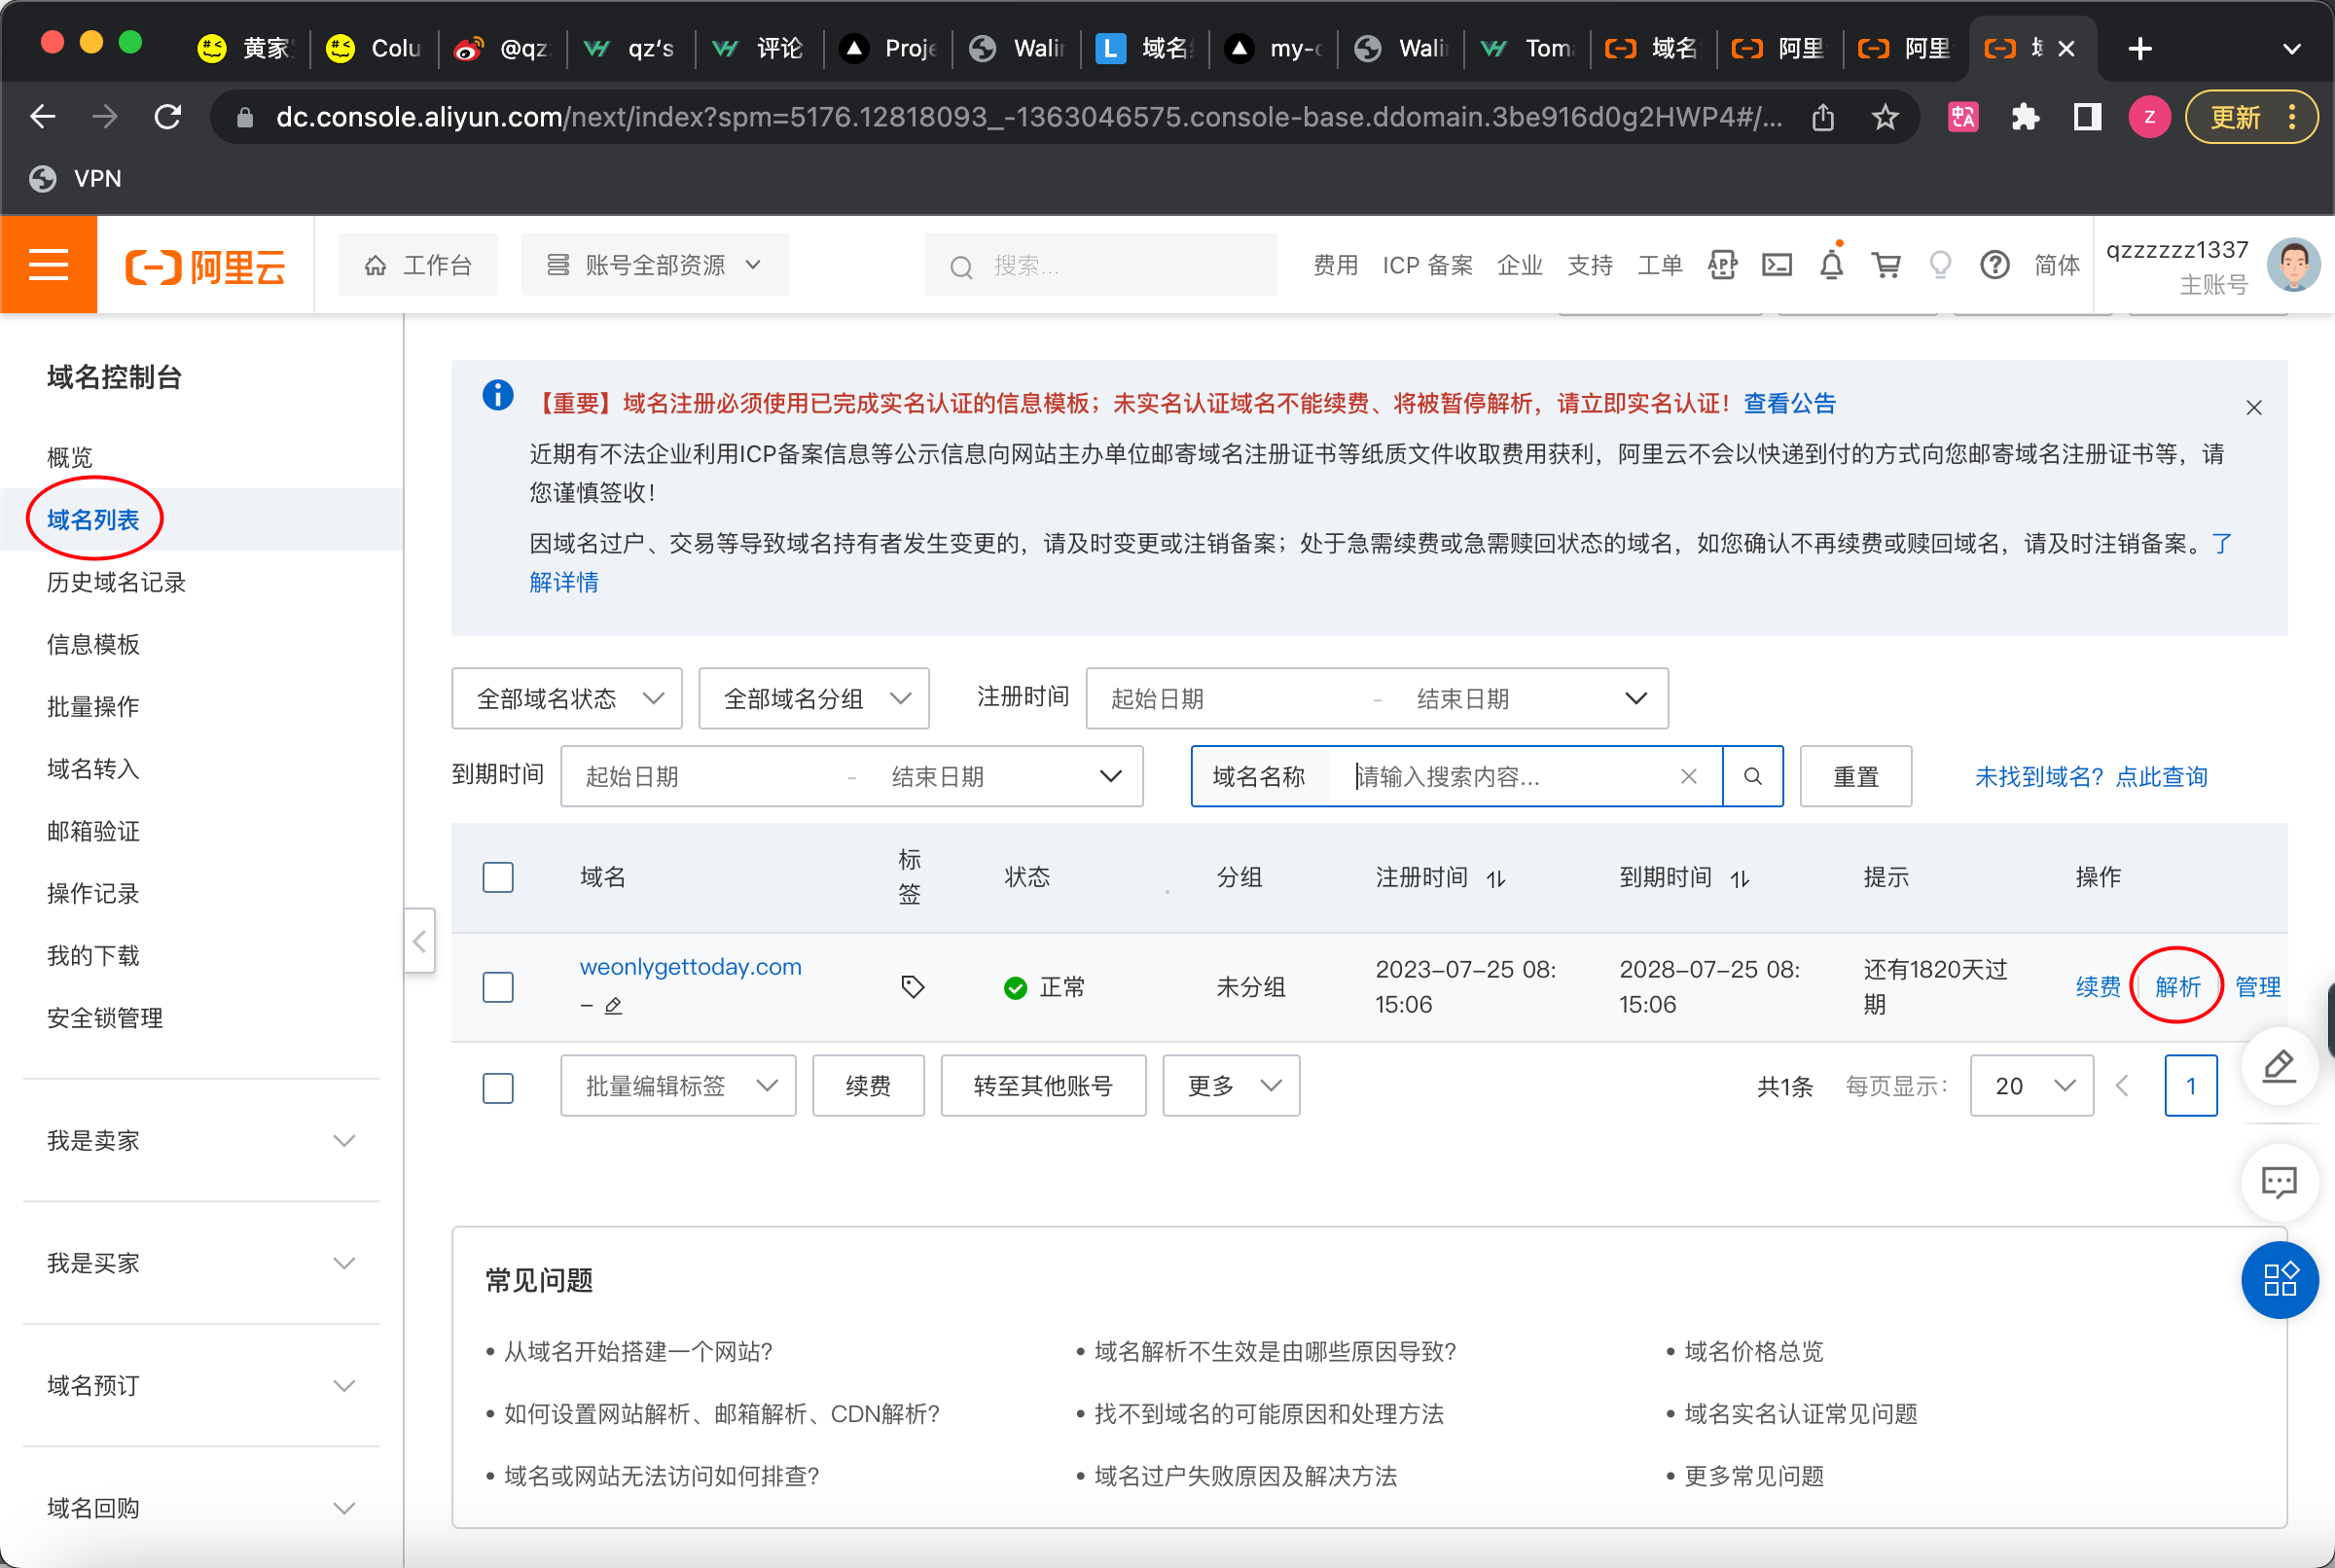 黄家
Colu
@qz
qz's
评论
Proje
Walin
域名
my-c
Walin
Tom
域名
阿里
阿里
dc.console.aliyun.com/next/index?spm=5176.12818093_-1363046575.console-base.ddomain.3be916d0g2HWP4#/...
中A
Z
更新
VPN
阿里云
工作台
账号全部资源
搜索...
费用
ICP 备案
企业
支持
工单
APP
简体
qzzzzzz1337
主账号
域名控制台
概览
域名列表
历史域名记录
信息模板
批量操作
域名转入
邮箱验证
操作记录
我的下载
安全锁管理
我是卖家
我是买家
域名预订
域名回购
【重要】域名注册必须使用已完成实名认证的信息模板；未实名认证域名不能续费、将被暂停解析，请立即实名认证！查看公告
近期有不法企业利用ICP备案信息等公示信息向网站主办单位邮寄域名注册证书等纸质文件收取费用获利，阿里云不会以快递到付的方式向您邮寄域名注册证书等，请
您谨慎签收！
因域名过户、交易等导致域名持有者发生变更的，请及时变更或注销备案；处于急需续费或急需赎回状态的域名，如您确认不再续费或赎回域名，请及时注销备案。了
解详情
全部域名状态
全部域名分组
注册时间
起始日期 - 结束日期
到期时间
起始日期 - 结束日期
域名名称
请输入搜索内容...
重置
未找到域名？点此查询
域名
标
签
状态
分组
注册时间
到期时间
提示
操作
weonlygettoday.com
–
正常
未分组
2023-07-25 08:
15:06
2028-07-25 08:
15:06
还有1820天过
期
续费
解析
管理
批量编辑标签
续费
转至其他账号
更多
共1条
每页显示：
20
1
常见问题
• 从域名开始搭建一个网站?
• 域名解析不生效是由哪些原因导致?
• 域名价格总览
• 如何设置网站解析、邮箱解析、CDN解析?
• 找不到域名的可能原因和处理方法
• 域名实名认证常见问题
• 域名或网站无法访问如何排查?
• 域名过户失败原因及解决方法
• 更多常见问题